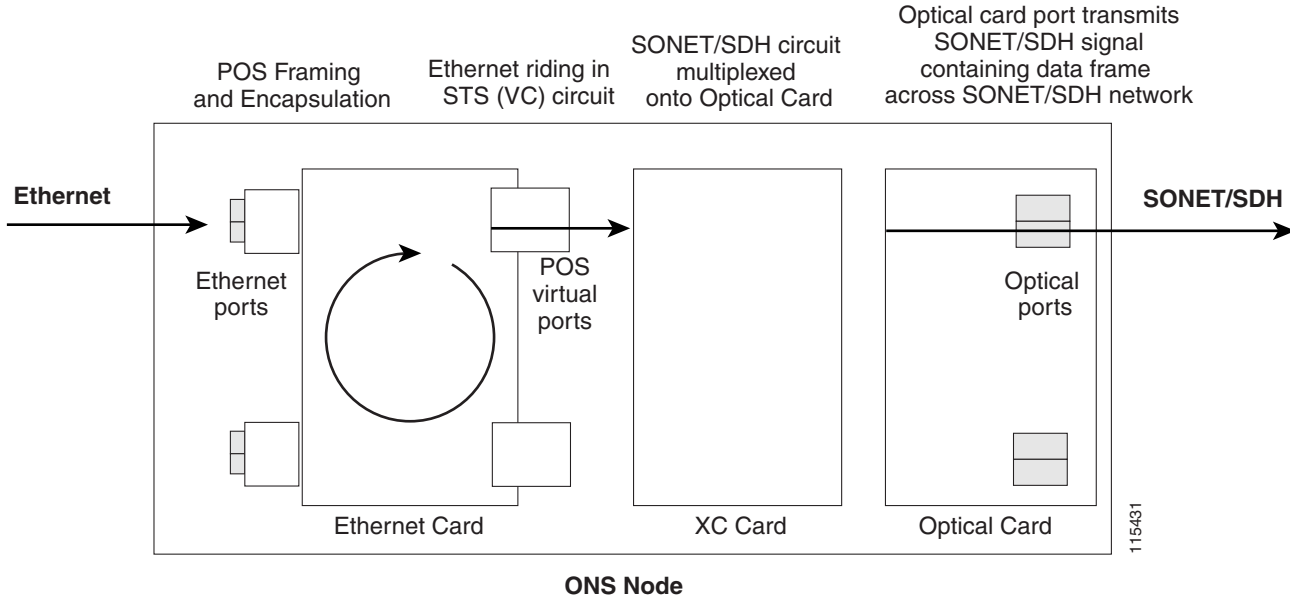 POS Framing
and Encapsulation
Ethernet riding in
STS (VC) circuit
SONET/SDH circuit
multiplexed
onto Optical Card
Optical card port transmits
SONET/SDH signal
containing data frame
across SONET/SDH network
Ethernet
SONET/SDH
Ethernet
ports
POS
virtual
ports
Optical
ports
Ethernet Card
XC Card
Optical Card
115431
ONS Node